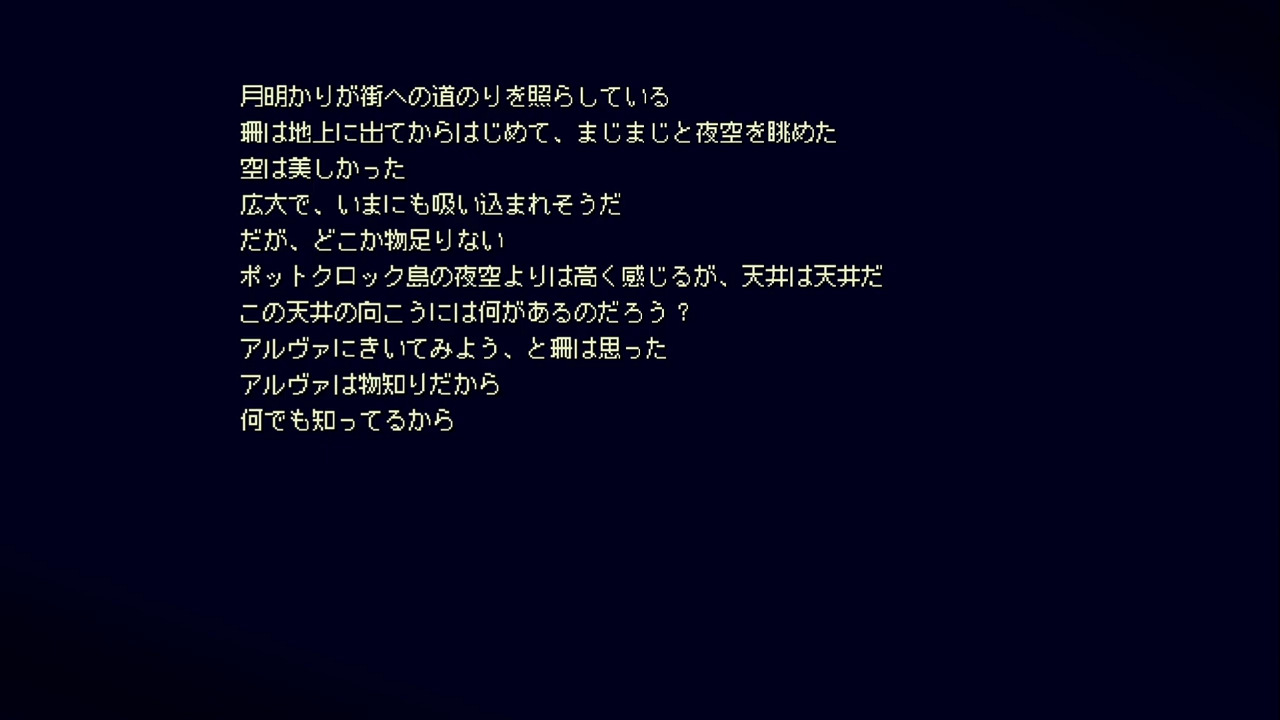 月明かりが街への道のりを照らしている
珊は地上に出てからはじめて、まじまじと夜空を眺めた
空は美しかった
広大で、いまにも吸い込まれそうだ
だが、どこか物足りない
ポットクロック島の夜空よりは高く感じるが、天井は天井だ
この天井の向こうには何があるのだろう？
アルヴァにきいてみよう、と珊は思った
アルヴァは物知りだから
何でも知ってるから